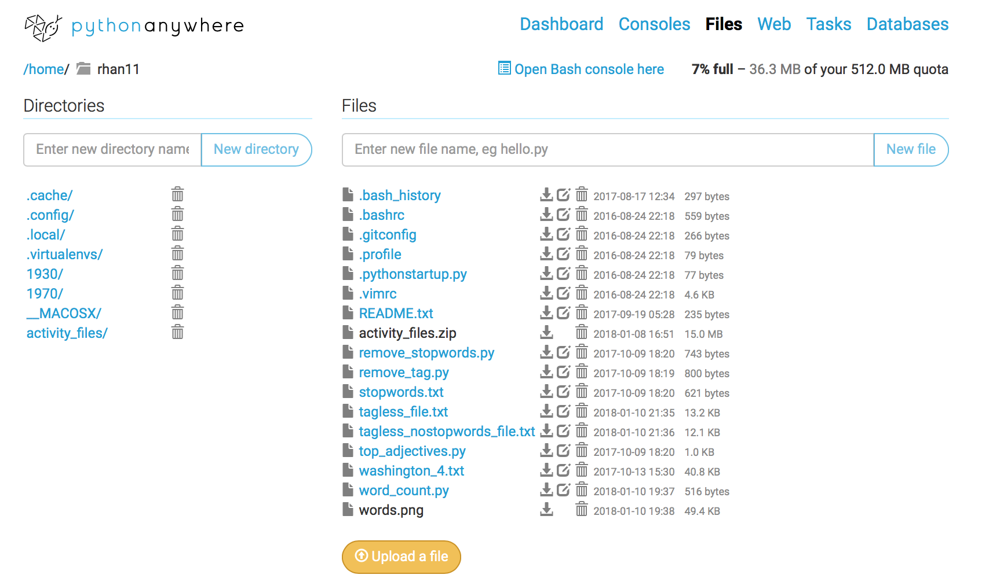 pythonanywhere
Dashboard Consoles Files Web Tasks Databases
/home/ rhan11
Open Bash console here 7% full – 36.3 MB of your 512.0 MB quota
Directories
Enter new directory name New directory
.cache/
.config/
.local/
.virtualenvs/
1930/
1970/
__MACOSX/
activity_files/
Files
Enter new file name, eg hello.py New file
.bash_history 2017-08-17 12:34 297 bytes
.bashrc 2016-08-24 22:18 559 bytes
.gitconfig 2016-08-24 22:18 266 bytes
.profile 2016-08-24 22:18 79 bytes
.pythonstartup.py 2016-08-24 22:18 77 bytes
.vimrc 2016-08-24 22:18 4.6 KB
README.txt 2017-09-19 05:28 235 bytes
activity_files.zip 2018-01-08 16:51 15.0 MB
remove_stopwords.py 2017-10-09 18:20 743 bytes
remove_tag.py 2017-10-09 18:19 800 bytes
stopwords.txt 2017-10-09 18:20 621 bytes
tagless_file.txt 2018-01-10 21:35 13.2 KB
tagless_nostopwords_file.txt 2018-01-10 21:36 12.1 KB
top_adjectives.py 2017-10-09 18:20 1.0 KB
washington_4.txt 2017-10-13 15:30 40.8 KB
word_count.py 2018-01-10 19:37 516 bytes
words.png 2018-01-10 19:38 49.4 KB
Upload a file